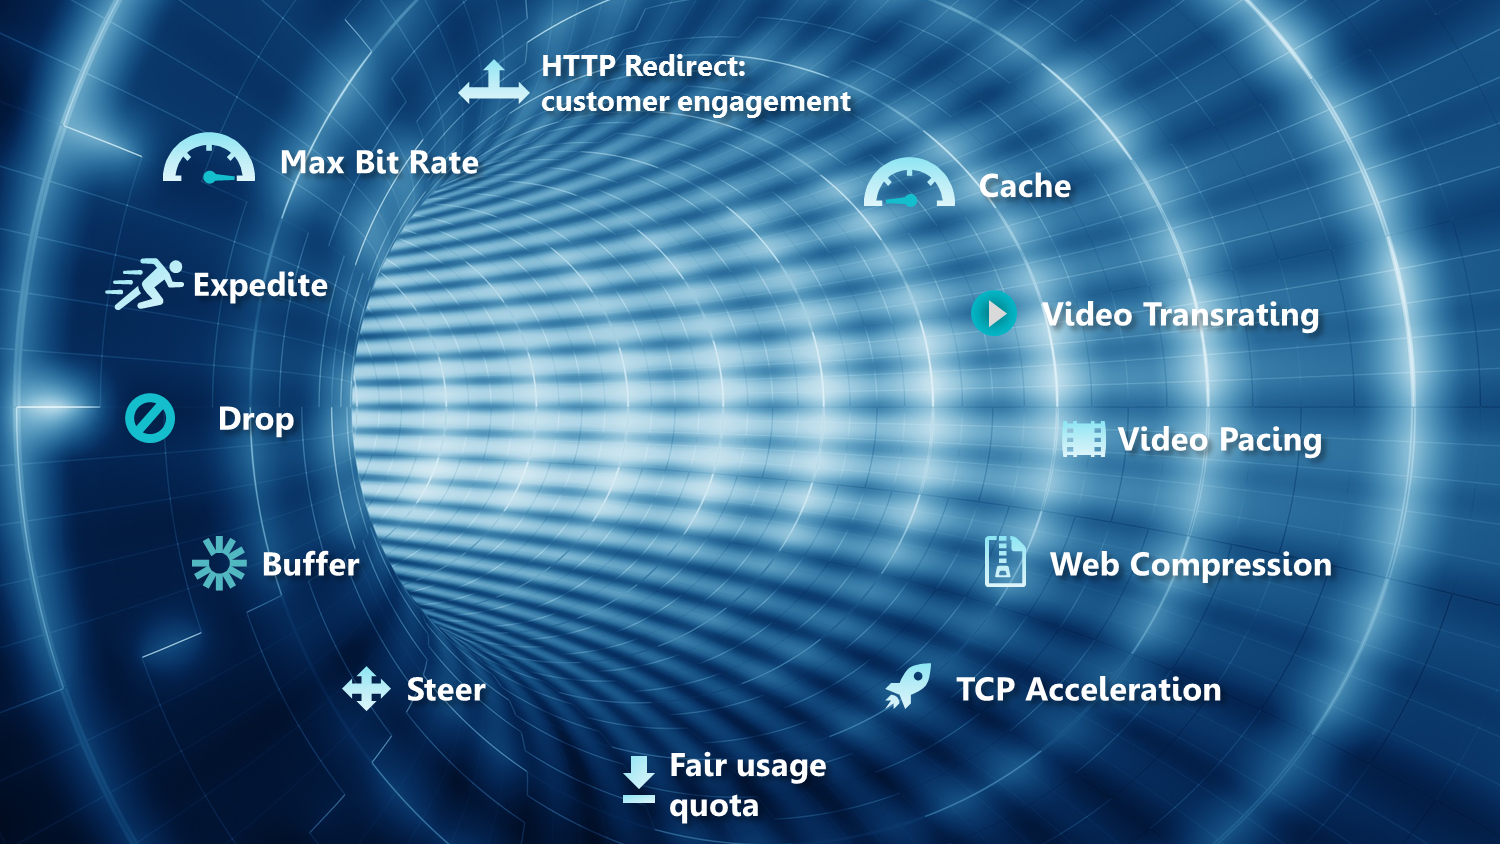 HTTP Redirect:
customer engagement
Max Bit Rate
Cache
Expedite
Video Transrating
Drop
Video Pacing
Buffer
Web Compression
Steer
TCP Acceleration
Fair usage
quota